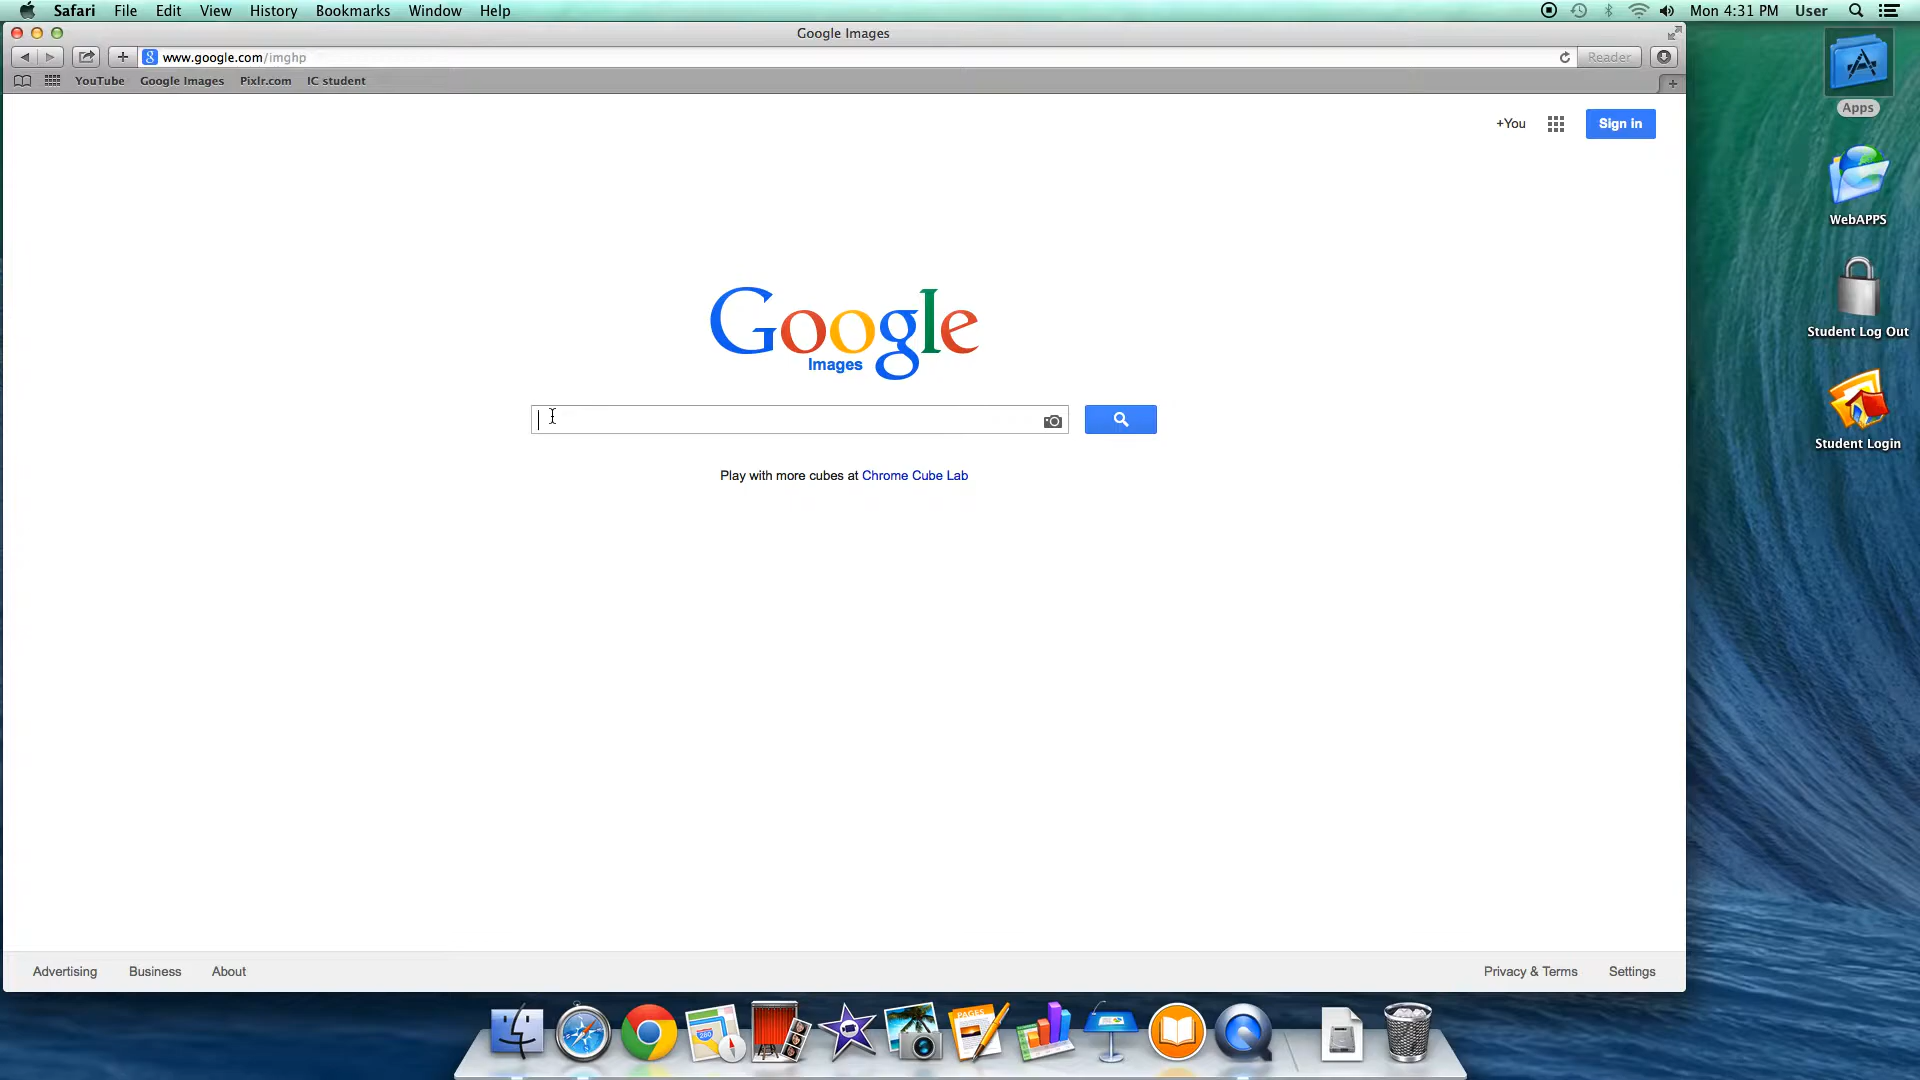 Safari File Edit View History Bookmarks Window Help Mon 4:31 PM User
Google Images
www.google.com/imghp Reader
YouTube Google Images Pixlr.com IC student
+You Sign in
Google
Images
Play with more cubes at Chrome Cube Lab
Advertising Business About Privacy & Terms Settings
Apps
WebAPPS
Student Log Out
Student Login
PAGES